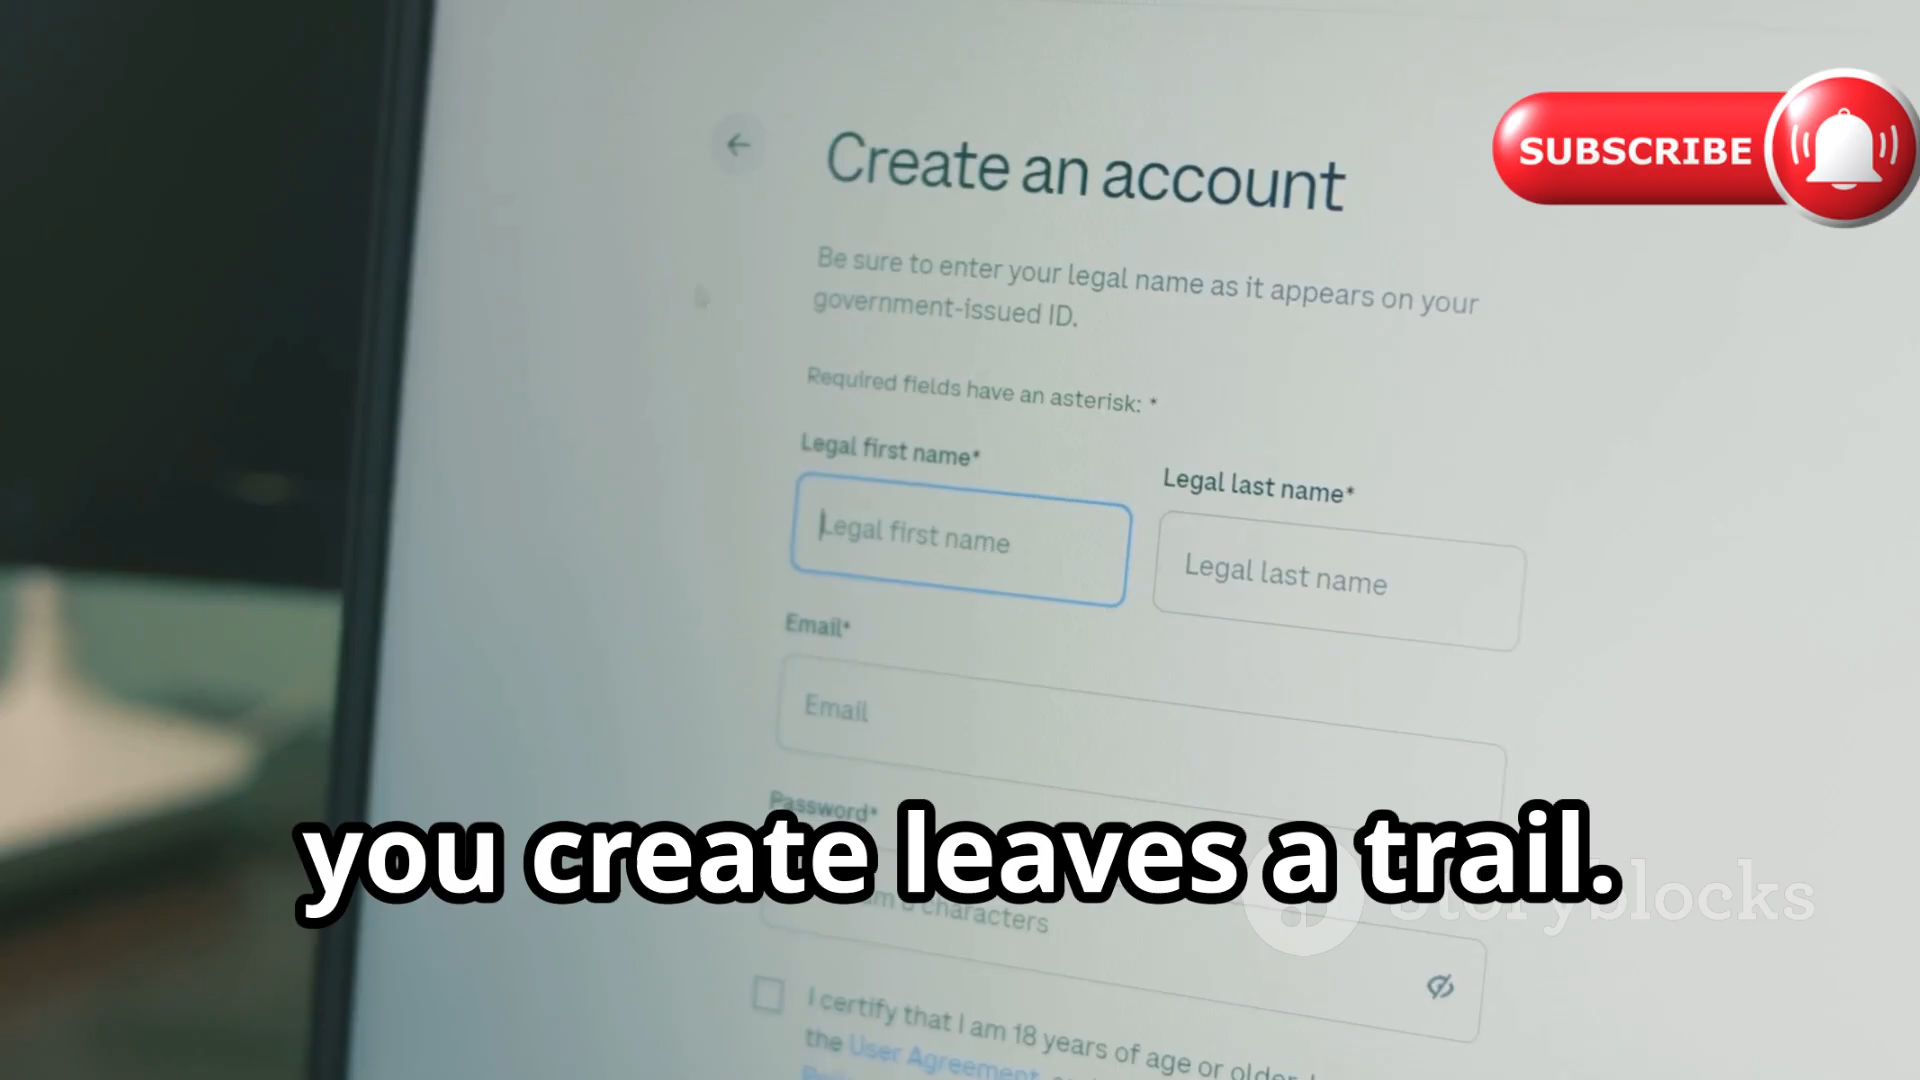 SUBSCRIBE
Create an account
Be sure to enter your legal name as it appears on your
government-issued ID.
Required fields have an asterisk: *
Legal first name*
Legal last name*
Legal first name
Legal last name
Email*
Email
Password*
you create leaves a trail.
storyblocks
characters
I certify that I am 18 years of age or older, I
the User Agreement